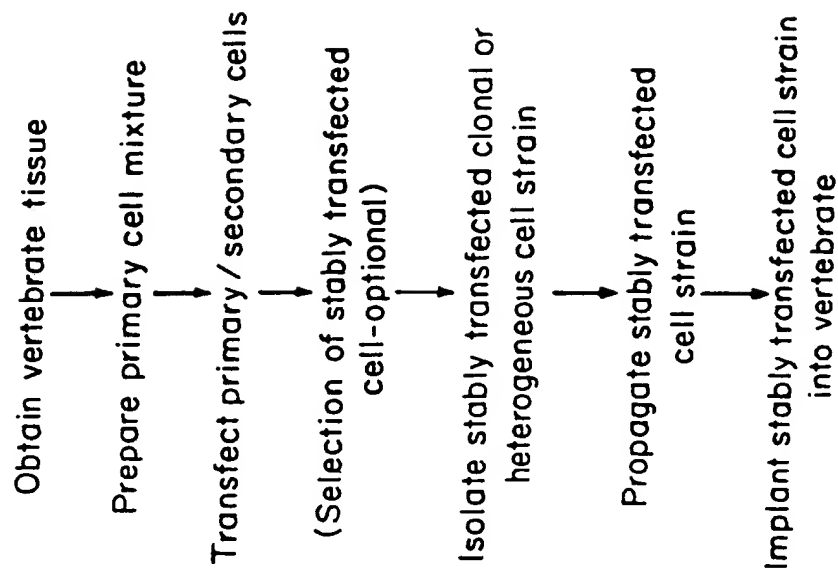 Obtain vertebrate tissue
Prepare primary cell mixture
Transfect primary/secondary cells
(Selection of stably transfected
cell-optional)
Isolate stably transfected clonal or
heterogeneous cell strain
Propagate stably transfected
cell strain
Implant stably transfected cell strain
into vertebrate